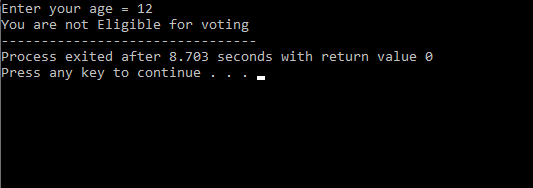 Enter your age = 12
You are not Eligible for voting
--------------------------------
Process exited after 8.703 seconds with return value 0
Press any key to continue . . .